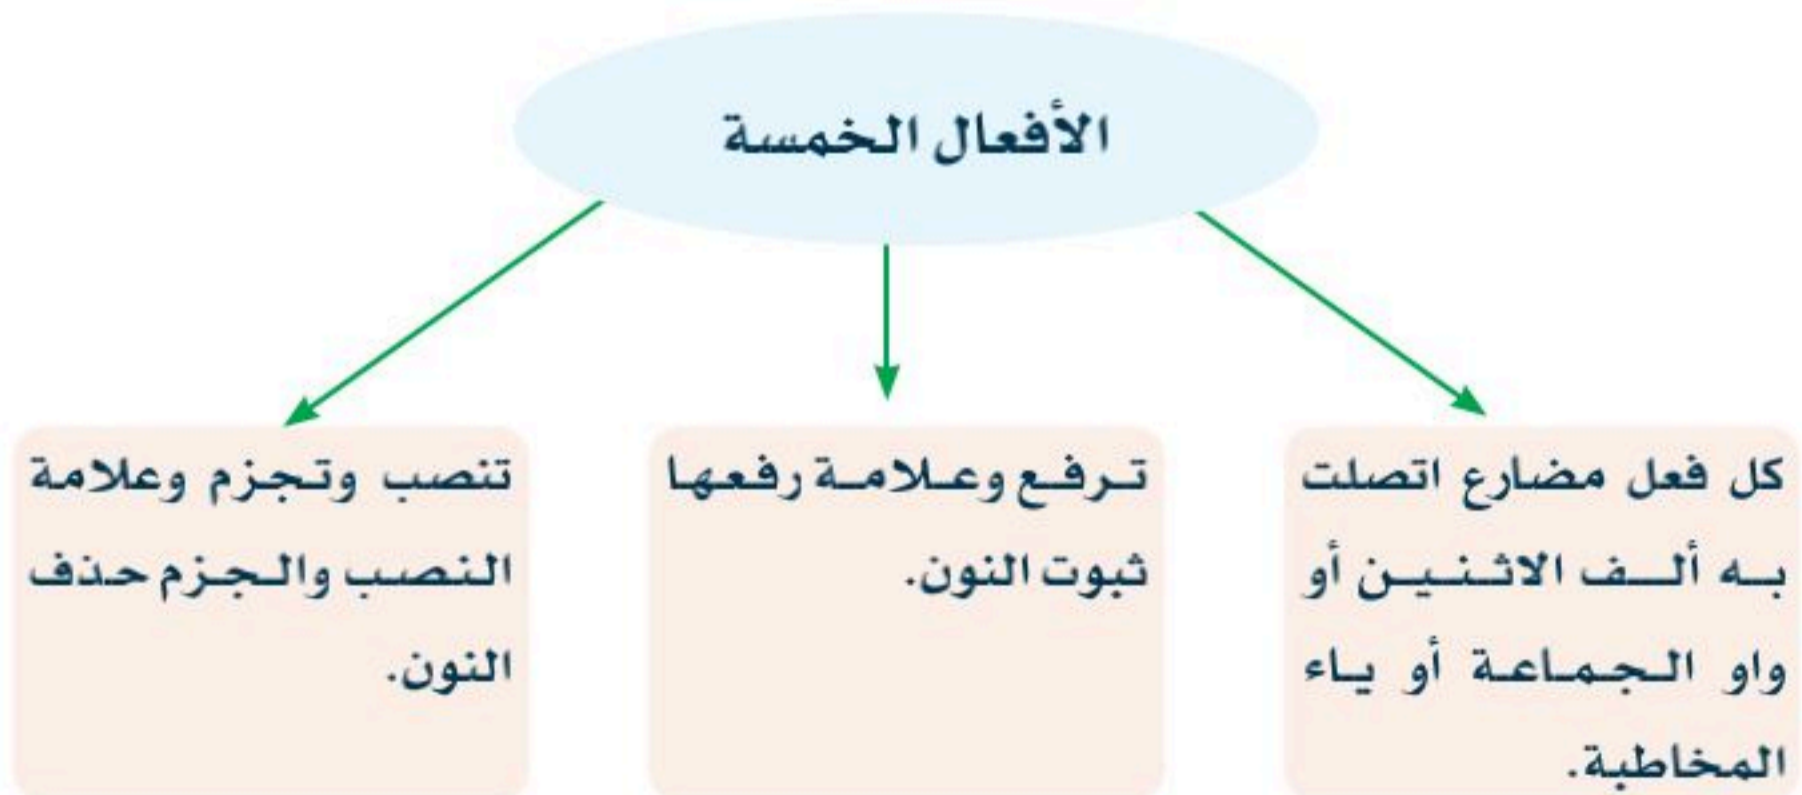 الأفعال الخمسة
كل فعل مضارع اتصلت
به ألف الاثنين أو
واو الجماعة أو ياء
المخاطبة.
ترفع وعلامة رفعها
ثبوت النون.
تنصب وتجزم وعلامة
النصب والجزم حذف
النون.